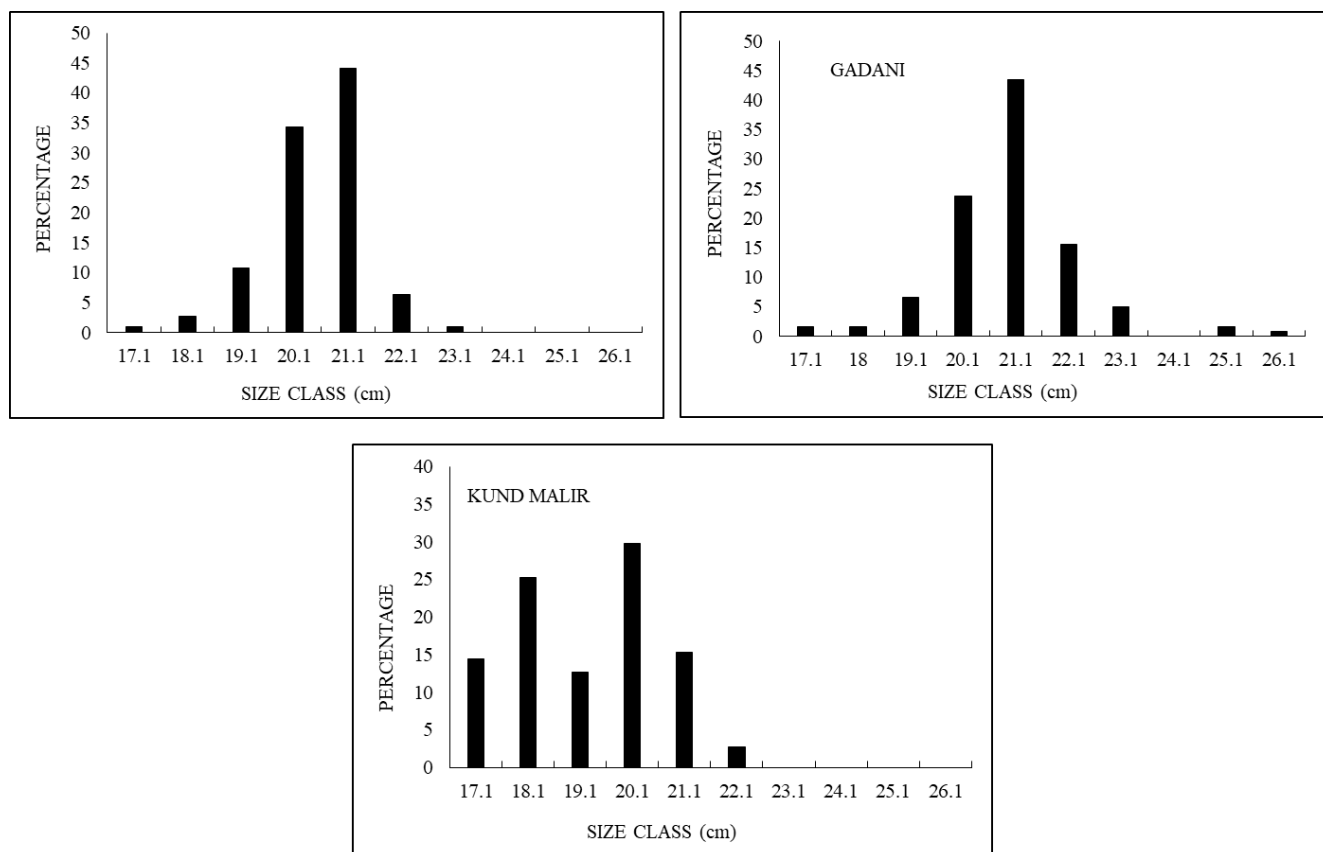 50
45
40
35
30
25
20
15
10
5
0
PERCENTAGE
17.1 18.1 19.1 20.1 21.1 22.1 23.1 24.1 25.1 26.1
SIZE CLASS (cm)
GADANI
50
45
40
35
30
25
20
15
10
5
0
PERCENTAGE
17.1 18 19.1 20.1 21.1 22.1 23.1 24.1 25.1 26.1
SIZE CLASS (cm)
KUND MALIR
40
35
30
25
20
15
10
5
0
PERCENTAGE
17.1 18.1 19.1 20.1 21.1 22.1 23.1 24.1 25.1 26.1
SIZE CLASS (cm)